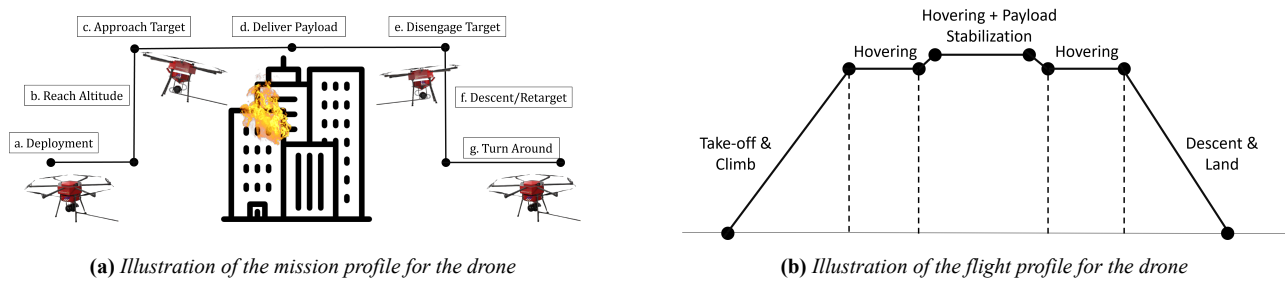 c. Approach Target
d. Deliver Payload
e. Disengage Target
b. Reach Altitude
f. Descent/Retarget
a. Deployment
g. Turn Around
(a) Illustration of the mission profile for the drone
Hovering + Payload
Stabilization
Hovering
Hovering
Take-off &
Climb
Descent &
Land
(b) Illustration of the flight profile for the drone